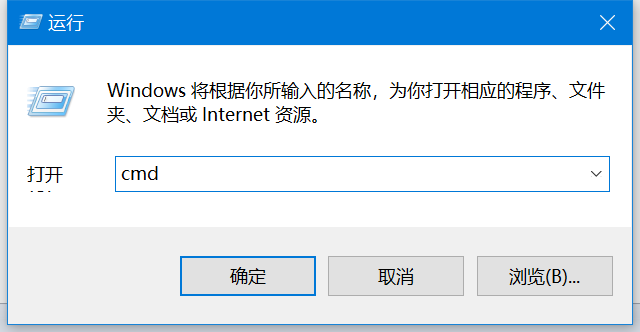 运行
Windows 将根据你所输入的名称，为你打开相应的程序、文件
夹、文档或 Internet 资源。
打开
cmd
确定
取消
浏览(B)...